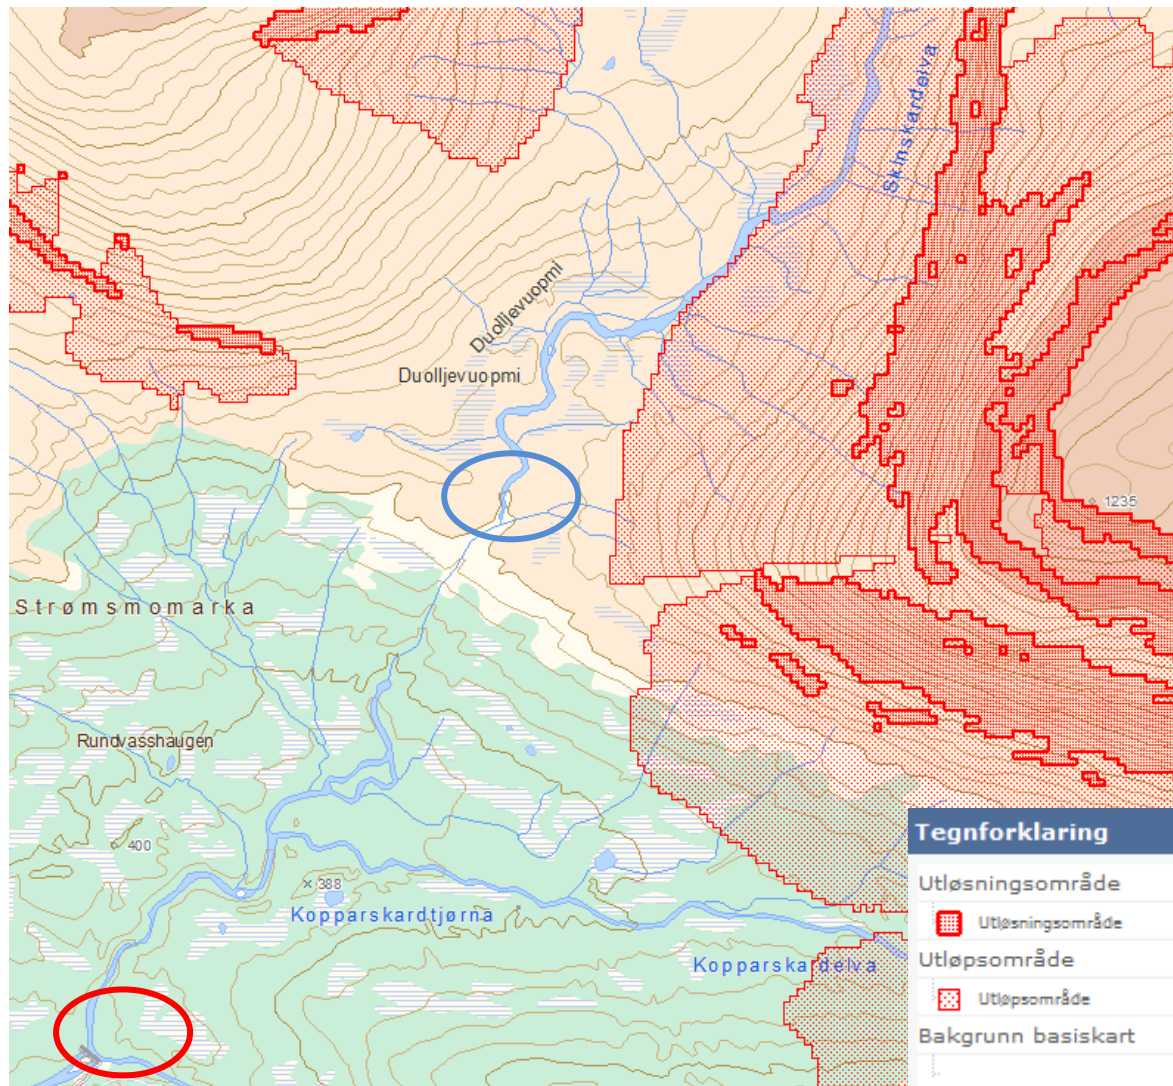 Skinskardelva
Duolljevuopmi
Duolljevuopmi
1235
Strømsmomarka
Rundvasshaugen
400
388
Kopparskardtjørna
Kopparskardelva
Tegnforklaring
Utløsningsområde
Utløsningsområde
Utløpsområde
Utløpsområde
Bakgrunn basiskart